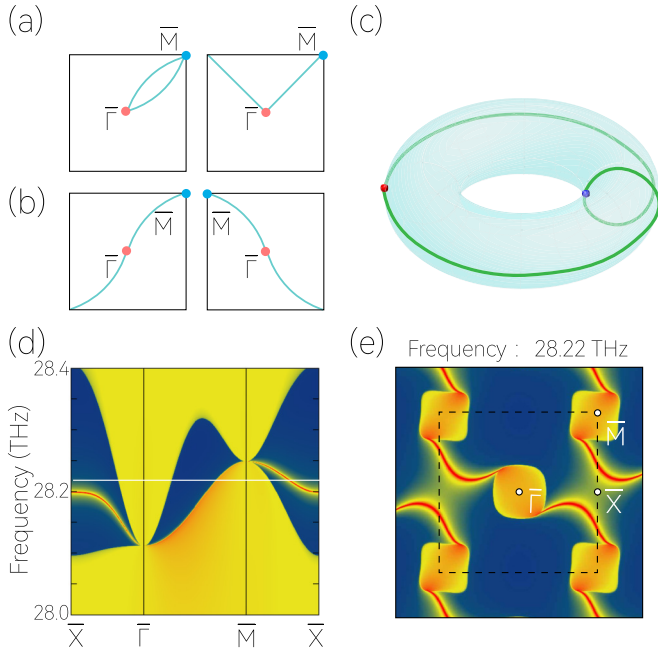 (a)
M̅
M̅
Γ̅
Γ̅
(b)
M̅
M̅
Γ̅
Γ̅
(c)
(d)
28.4
28.2
28.0
Frequency (THz)
X̅
Γ̅
M̅
X̅
(e)
Frequency : 28.22 THz
M̅
Γ̅
X̅